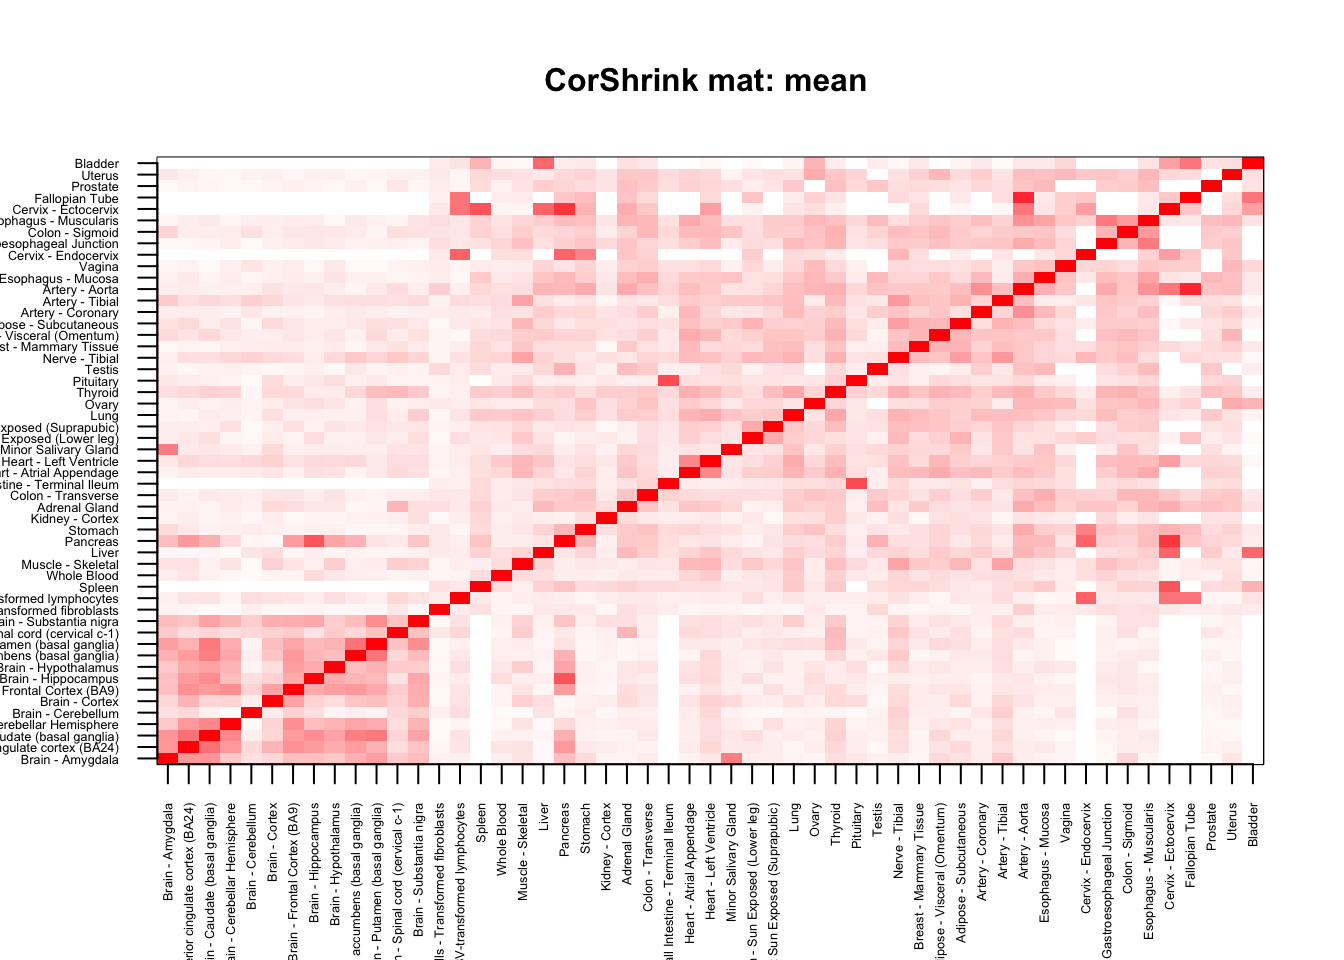 CorShrink mat: mean
Bladder
Uterus
Prostate
Fallopian Tube
Cervix - Ectocervix
ophagus - Muscularis
Colon - Sigmoid
oesophageal Junction
Cervix - Endocervix
Vagina
Esophagus - Mucosa
Artery - Aorta
Artery - Tibial
Artery - Coronary
pose - Subcutaneous
- Visceral (Omentum)
st - Mammary Tissue
Nerve - Tibial
Testis
Pituitary
Thyroid
Ovary
Lung
Exposed (Suprapubic)
Exposed (Lower leg)
Minor Salivary Gland
Heart - Left Ventricle
art - Atrial Appendage
stine - Terminal Ileum
Colon - Transverse
Adrenal Gland
Kidney - Cortex
Stomach
Pancreas
Liver
Muscle - Skeletal
Whole Blood
Spleen
sformed lymphocytes
ansformed fibroblasts
ain - Substantia nigra
nal cord (cervical c-1)
amen (basal ganglia)
mbens (basal ganglia)
Brain - Hypothalamus
Brain - Hippocampus
Frontal Cortex (BA9)
Brain - Cortex
Brain - Cerebellum
erebellar Hemisphere
udate (basal ganglia)
ngulate cortex (BA24)
Brain - Amygdala
Brain - Amygdala
erior cingulate cortex (BA24)
in - Caudate (basal ganglia)
ain - Cerebellar Hemisphere
Brain - Cerebellum
Brain - Cortex
Brain - Frontal Cortex (BA9)
Brain - Hippocampus
Brain - Hypothalamus
accumbens (basal ganglia)
n - Putamen (basal ganglia)
n - Spinal cord (cervical c-1)
Brain - Substantia nigra
lls - Transformed fibroblasts
BV-transformed lymphocytes
Spleen
Whole Blood
Muscle - Skeletal
Liver
Pancreas
Stomach
Kidney - Cortex
Adrenal Gland
Colon - Transverse
all Intestine - Terminal Ileum
Heart - Atrial Appendage
Heart - Left Ventricle
Minor Salivary Gland
- Sun Exposed (Lower leg)
Sun Exposed (Suprapubic)
Lung
Ovary
Thyroid
Pituitary
Testis
Nerve - Tibial
Breast - Mammary Tissue
ipose - Visceral (Omentum)
Adipose - Subcutaneous
Artery - Coronary
Artery - Tibial
Artery - Aorta
Esophagus - Mucosa
Vagina
Cervix - Endocervix
Gastroesophageal Junction
Colon - Sigmoid
Esophagus - Muscularis
Cervix - Ectocervix
Fallopian Tube
Prostate
Uterus
Bladder